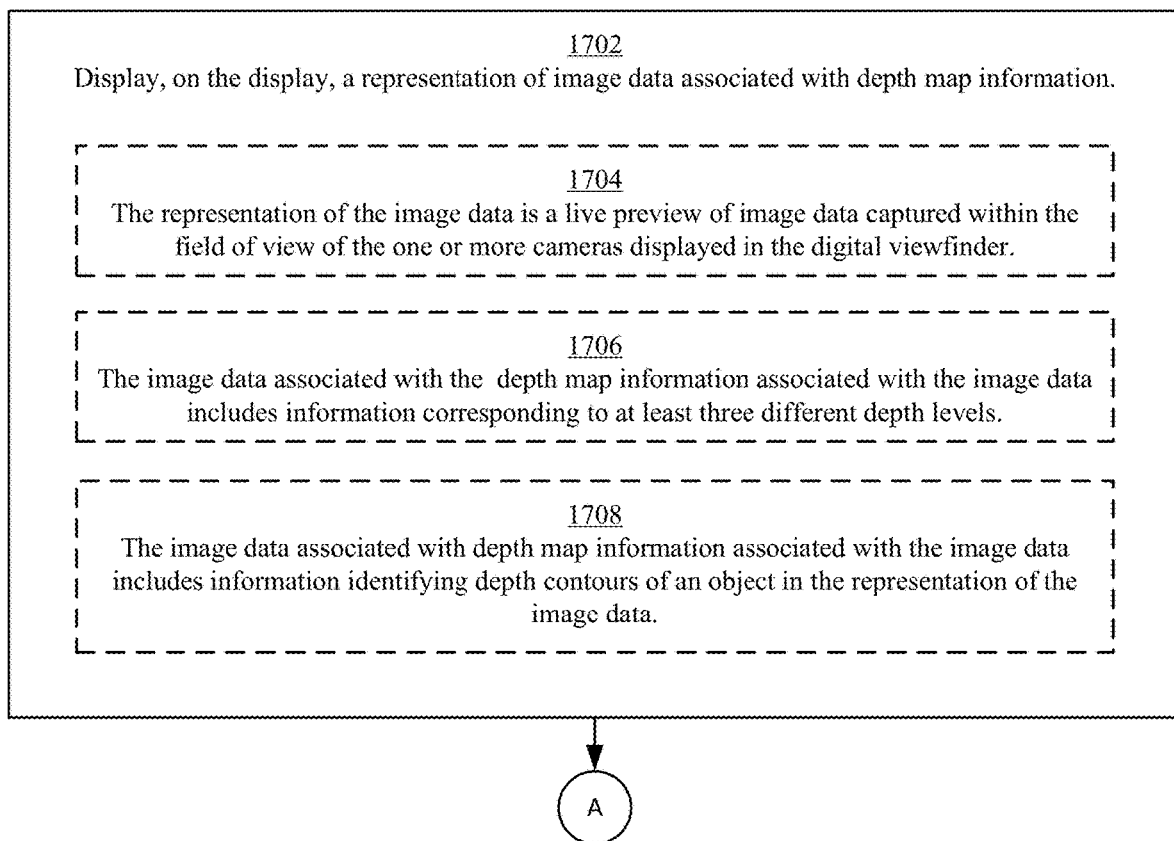 1702
Display, on the display, a representation of image data associated with depth map information.
1704
The representation of the image data is a live preview of image data captured within the
field of view of the one or more cameras displayed in the digital viewfinder.
1706
The image data associated with the depth map information associated with the image data
includes information corresponding to at least three different depth levels.
1708
The image data associated with depth map information associated with the image data
includes information identifying depth contours of an object in the representation of the
image data.
A